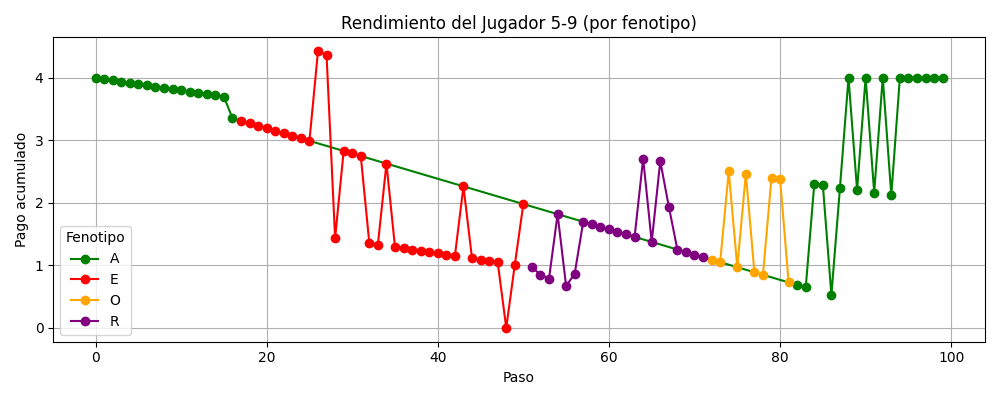 Rendimiento del Jugador 5-9 (por fenotipo)
Pago acumulado
4
3
2
1
0
Fenotipo
A
E
O
R
0 20 40 60 80 100
Paso